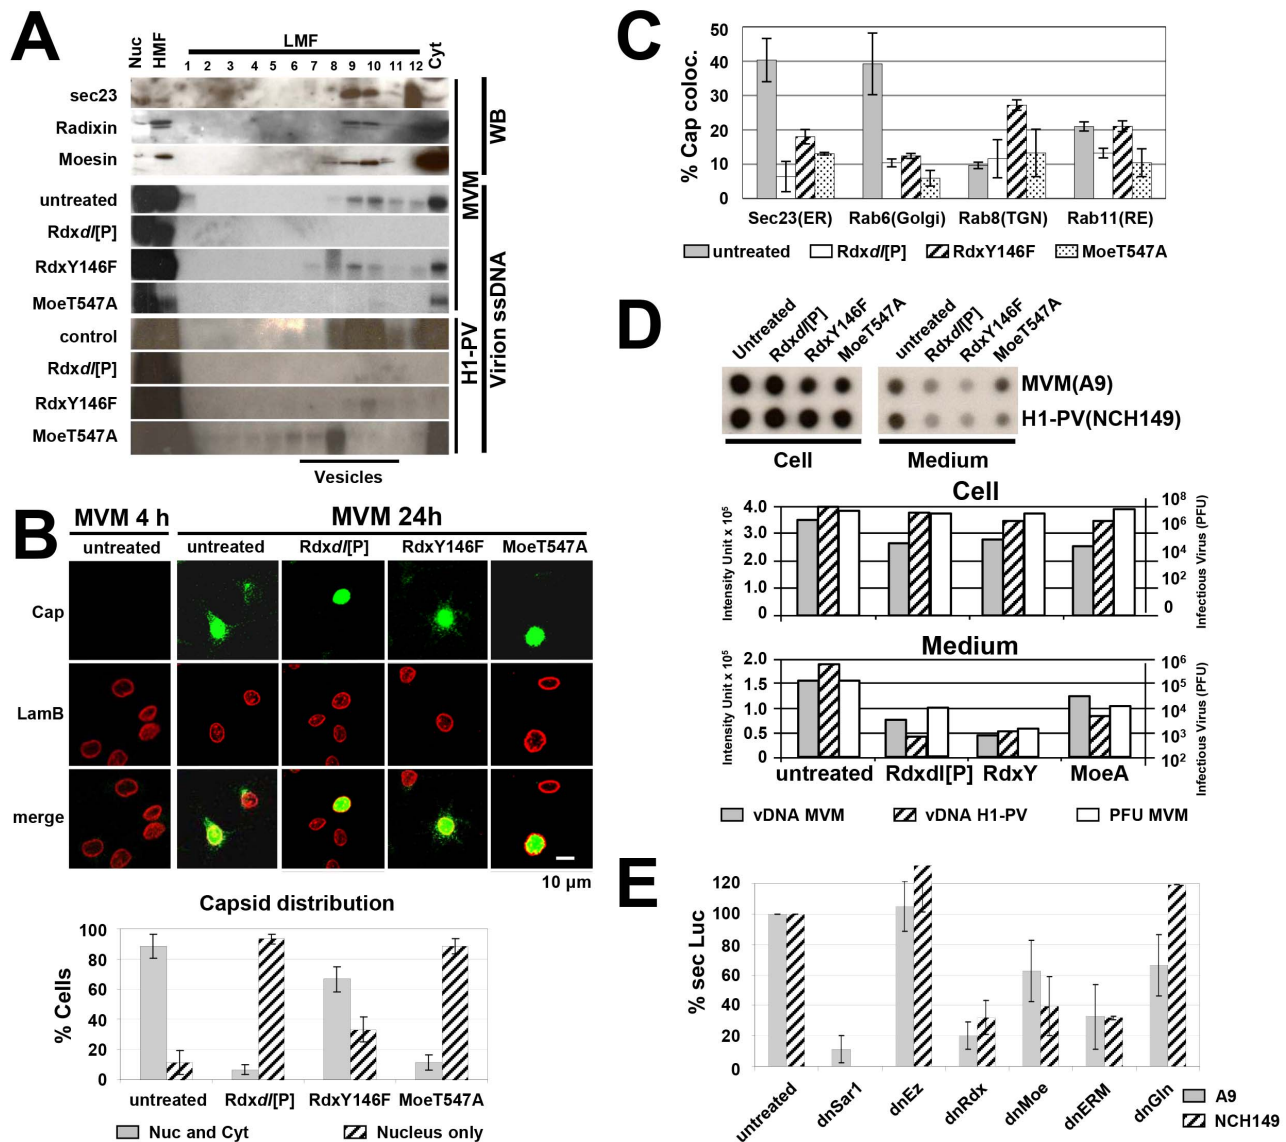 A
Nuc
HMF
LMF
Cyt
1 2 3 4 5 6 7 8 9 10 11 12
sec23
Radixin
Moesin
WB
untreated
Rdxdl[P]
RdxY146F
MoeT547A
MVM
control
Rdxdl[P]
RdxY146F
MoeT547A
H1-PV
Virion ssDNA
Vesicles
B
MVM 4 h MVM 24h
untreated untreated Rdxdl[P] RdxY146F MoeT547A
Cap
LamB
merge
10 µm
Capsid distribution
% Cells
100
80
60
40
20
0
untreated Rdxdl[P] RdxY146F MoeT547A
Nuc and Cyt Nucleus only
C
% Cap coloc.
50
40
30
20
10
0
Sec23(ER) Rab6(Golgi) Rab8(TGN) Rab11(RE)
untreated Rdxdl[P] RdxY146F MoeT547A
D
Untreated Rdxdl[P] RdxY146F MoeT547A untreated Rdxdl[P] RdxY146F MoeT547A
MVM(A9)
H1-PV(NCH149)
Cell Medium
Cell
Intensity Unit x 10⁵
4.0
3.0
2.0
1.0
0
10⁸
10⁶
10⁴
10²
0
Infectious Virus (PFU)
Medium
Intensity Unit x 10⁵
2.0
1.5
1.0
0.5
0
10⁶
10⁵
10⁴
10³
10²
Infectious Virus (PFU)
untreated Rdxdl[P] RdxY MoeA
vDNA MVM vDNA H1-PV PFU MVM
E
% sec Luc
120
100
80
60
40
20
0
untreated dnSar1 dnEz dnRdx dnMoe dnERM dnGln
A9
NCH149